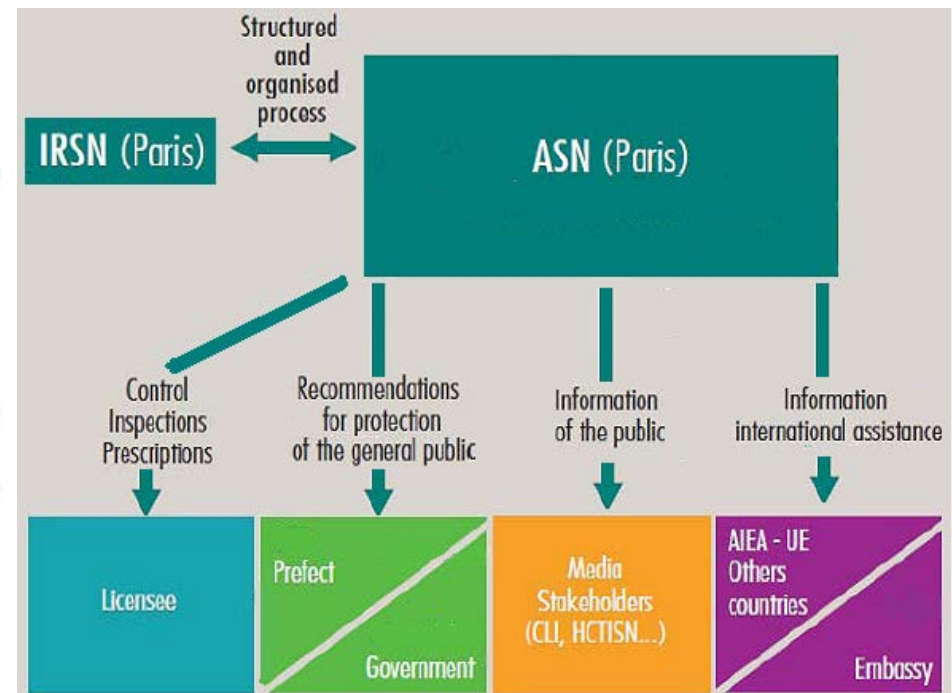 Structured
and
organised
process
IRSN (Paris)
ASN (Paris)
Control
Inspections
Prescriptions
Recommendations
for protection
of the general public
Information
of the public
Information
international assistance
Licensee
Prefect
Government
Media
Stakeholders
(CLI, HCTISN...)
AIEA - UE
Others
countries
Embassy